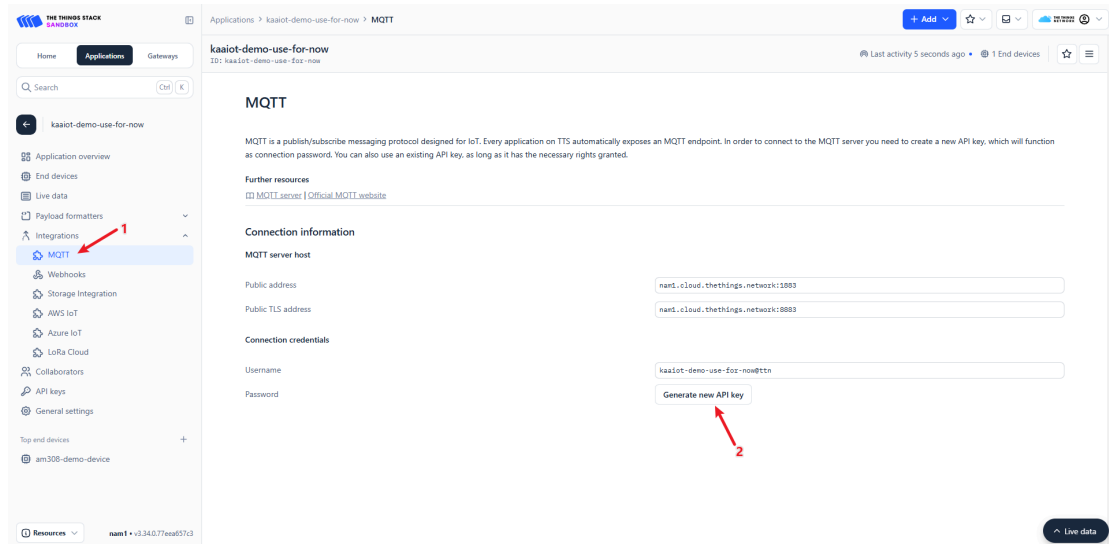 THE THINGS STACK
SANDBOX
Home Applications Gateways
Search Ctrl K
kaaiot-demo-use-for-now
Application overview
End devices
Live data
Payload formatters
Integrations
1
MQTT
Webhooks
Storage Integration
AWS IoT
Azure IoT
LoRa Cloud
Collaborators
API keys
General settings
Top end devices +
am308-demo-device
Resources nam1 • v3.34.0.77eea657c3
Applications > kaaiot-demo-use-for-now > MQTT
+ Add
THE THINGS NETWORK
kaaiot-demo-use-for-now
ID: kaaiot-demo-use-for-now
Last activity 5 seconds ago • 1 End devices
MQTT
MQTT is a publish/subscribe messaging protocol designed for IoT. Every application on TTS automatically exposes an MQTT endpoint. In order to connect to the MQTT server you need to create a new API key, which will function
as connection password. You can also use an existing API key, as long as it has the necessary rights granted.
Further resources
MQTT server | Official MQTT website
Connection information
MQTT server host
Public address nam1.cloud.thethings.network:1883
Public TLS address nam1.cloud.thethings.network:8883
Connection credentials
Username kaaiot-demo-use-for-now@ttn
Password Generate new API key
2
Live data